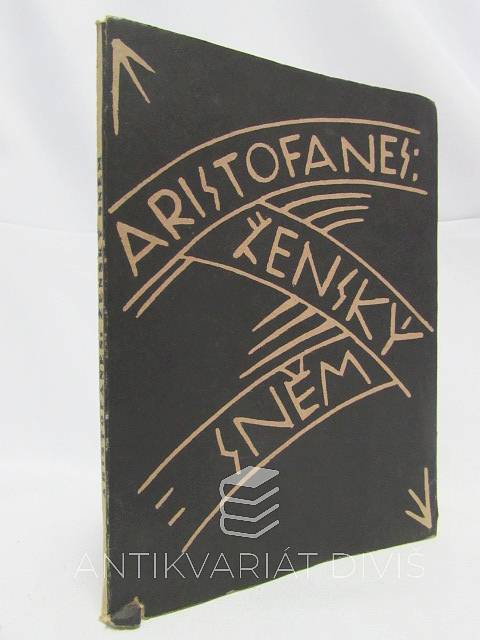 ARISTOFANES:
ŽENSKÝ
SNĚM
ANTIKVARIÁT DIVIŠ